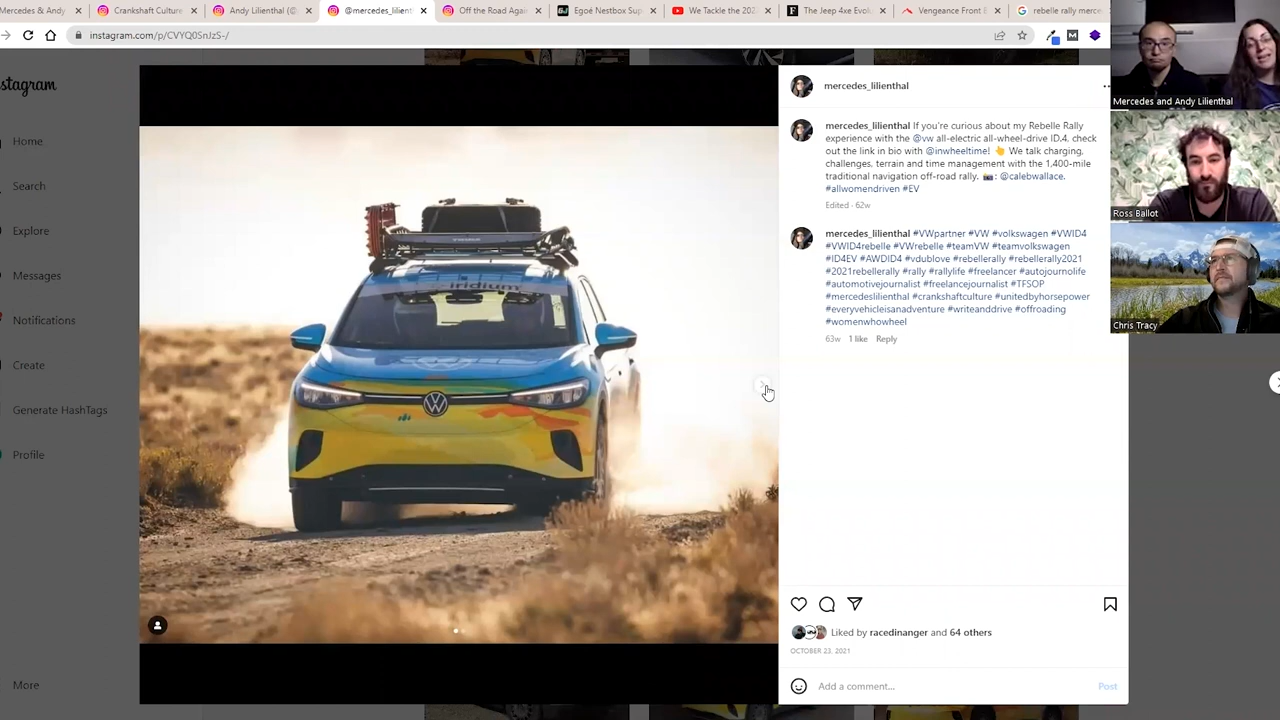 Mercedes & Andy
Crankshaft Culture
Andy Lilienthal (@
@mercedes_lilient
Off the Road Agai
Egoé Nestbox Sup
We Tackle the 202
The Jeep 4xe Evolu
Vengeance Front B
rebelle rally merce
instagram.com/p/CVYQ0SnJzS-/
stagram
Home
Search
Explore
Messages
Notifications
Create
Generate HashTags
Profile
More
iridium
mercedes_lilienthal
mercedes_lilienthal If you're curious about my Rebelle Rally
experience with the @vw all-electric all-wheel-drive ID.4, check
out the link in bio with @inwheeltime! 👆 We talk charging,
challenges, terrain and time management with the 1,400-mile
traditional navigation off-road rally. 📸: @calebwallace.
#allwomendriven #EV
Edited · 62w
mercedes_lilienthal #VWpartner #VW #volkswagen #VWID4
#VWID4rebelle #VWrebelle #teamVW #teamvolkswagen
#ID4EV #AWDID4 #vdublove #rebellerally #rebellerally2021
#2021rebellerally #rally #rallylife #freelancer #autojournolife
#automotivejournalist #freelancejournalist #TFSOP
#mercedeslilienthal #crankshaftculture #unitedbyhorsepower
#everyvehicleisanadventure #writeanddrive #offroading
#womenwhowheel
63w 1 like Reply
Liked by racedinanger and 64 others
OCTOBER 23, 2021
Add a comment...
Post
Mercedes and Andy Lilienthal
Ross Ballot
Chris Tracy